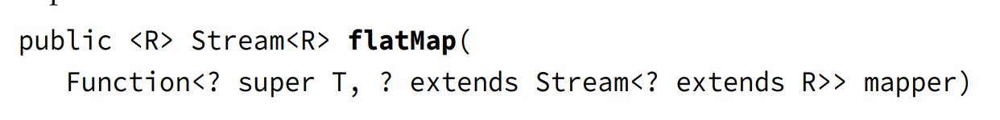 public <R> Stream<R> flatMap(
Function<? super T, ? extends Stream<? extends R>> mapper)